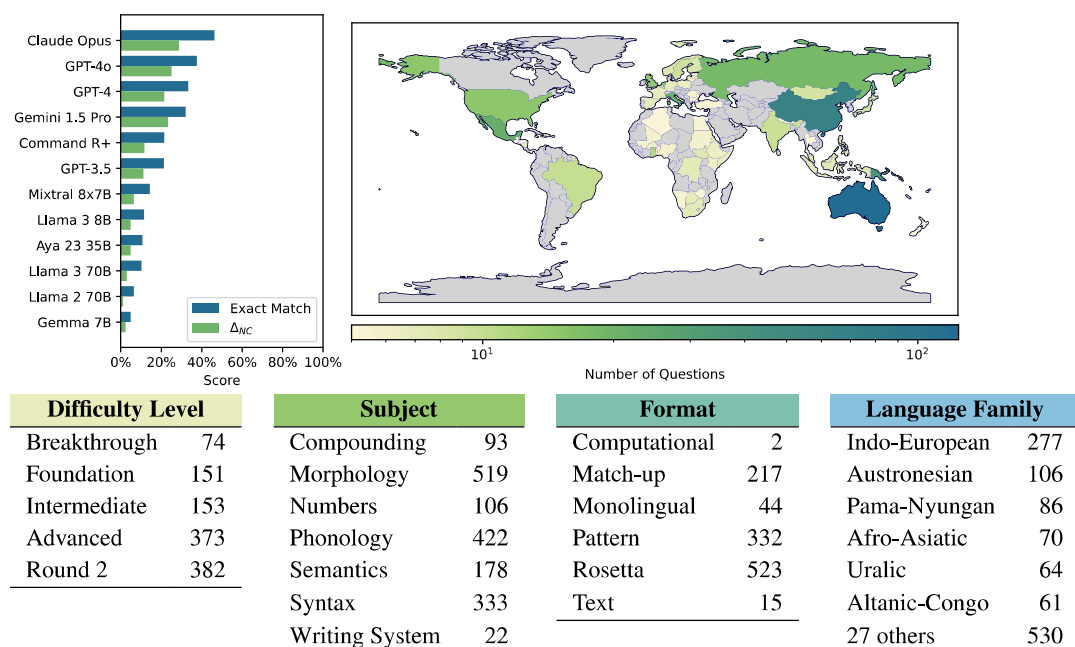 Claude Opus
GPT-4o
GPT-4
Gemini 1.5 Pro
Command R+
GPT-3.5
Mixtral 8x7B
Llama 3 8B
Aya 23 35B
Llama 3 70B
Llama 2 70B
Gemma 7B
Exact Match
Δ_NC
0% 20% 40% 60% 80% 100%
Score
10¹ 10²
Number of Questions
Difficulty Level
Breakthrough 74
Foundation 151
Intermediate 153
Advanced 373
Round 2 382
Subject
Compounding 93
Morphology 519
Numbers 106
Phonology 422
Semantics 178
Syntax 333
Writing System 22
Format
Computational 2
Match-up 217
Monolingual 44
Pattern 332
Rosetta 523
Text 15
Language Family
Indo-European 277
Austronesian 106
Pama-Nyungan 86
Afro-Asiatic 70
Uralic 64
Altanic-Congo 61
27 others 530